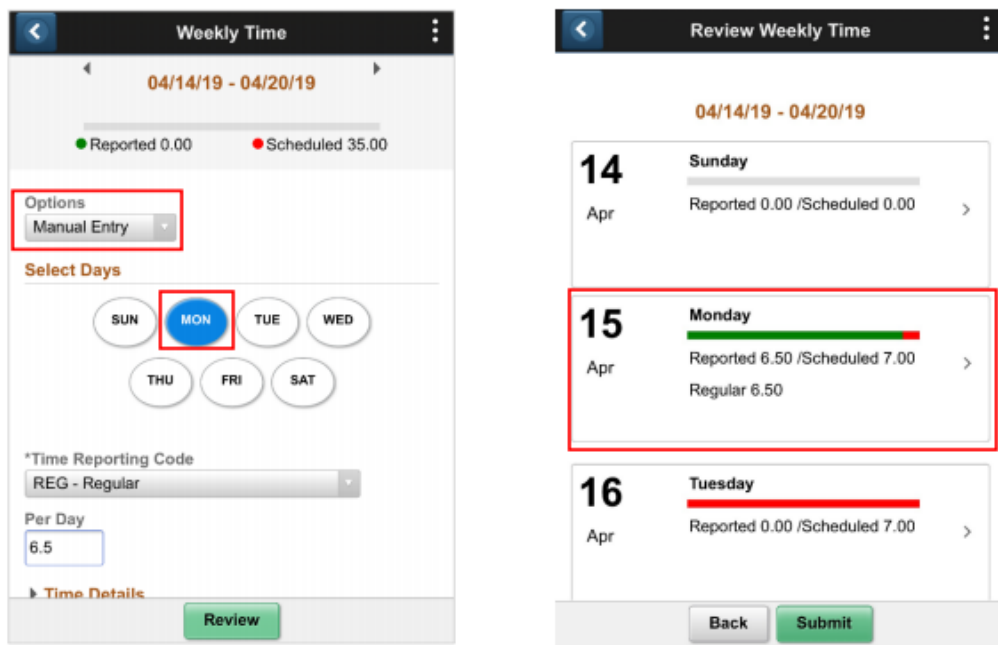 Weekly Time
04/14/19 - 04/20/19
Reported 0.00 Scheduled 35.00
Options
Manual Entry
Select Days
SUN MON TUE WED
THU FRI SAT
*Time Reporting Code
REG - Regular
Per Day
6.5
Time Details
Review
Review Weekly Time
04/14/19 - 04/20/19
14 Sunday
Apr Reported 0.00 /Scheduled 0.00
15 Monday
Apr Reported 6.50 /Scheduled 7.00
Regular 6.50
16 Tuesday
Apr Reported 0.00 /Scheduled 7.00
Back Submit